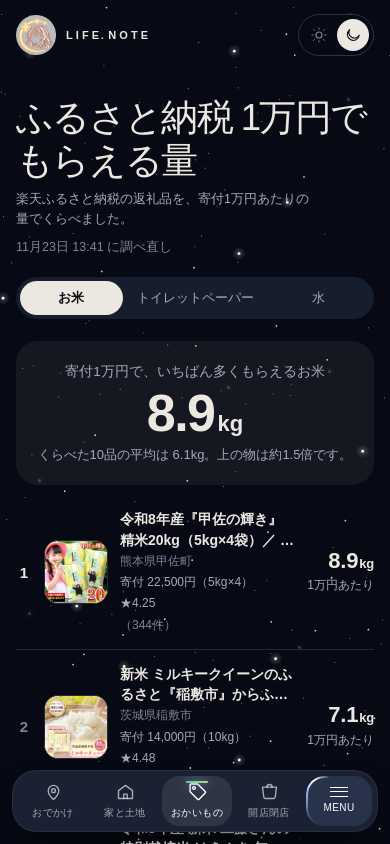 LIFE.NOTE
ふるさと納税 1万円で
もらえる量
楽天ふるさと納税の返礼品を、寄付1万円あたりの
量でくらべました。
11月23日 13:41 に調べ直し
お米
トイレットペーパー
水
寄付1万円で、いちばん多くもらえるお米
8.9kg
くらべた10品の平均は 6.1kg。上の物は約1.5倍です。
1
令和8年産『甲佐の輝き』
精米20kg（5kg×4袋）／ …
熊本県甲佐町
寄付 22,500円（5kg×4）
★4.25
（344件）
8.9kg
1万円あたり
2
新米 ミルキークイーンのふ
るさと『稲敷市』からふ…
茨城県稲敷市
寄付 14,000円（10kg）
★4.48
7.1kg
1万円あたり
おでかけ
家と土地
おかいもの
開店閉店
MENU